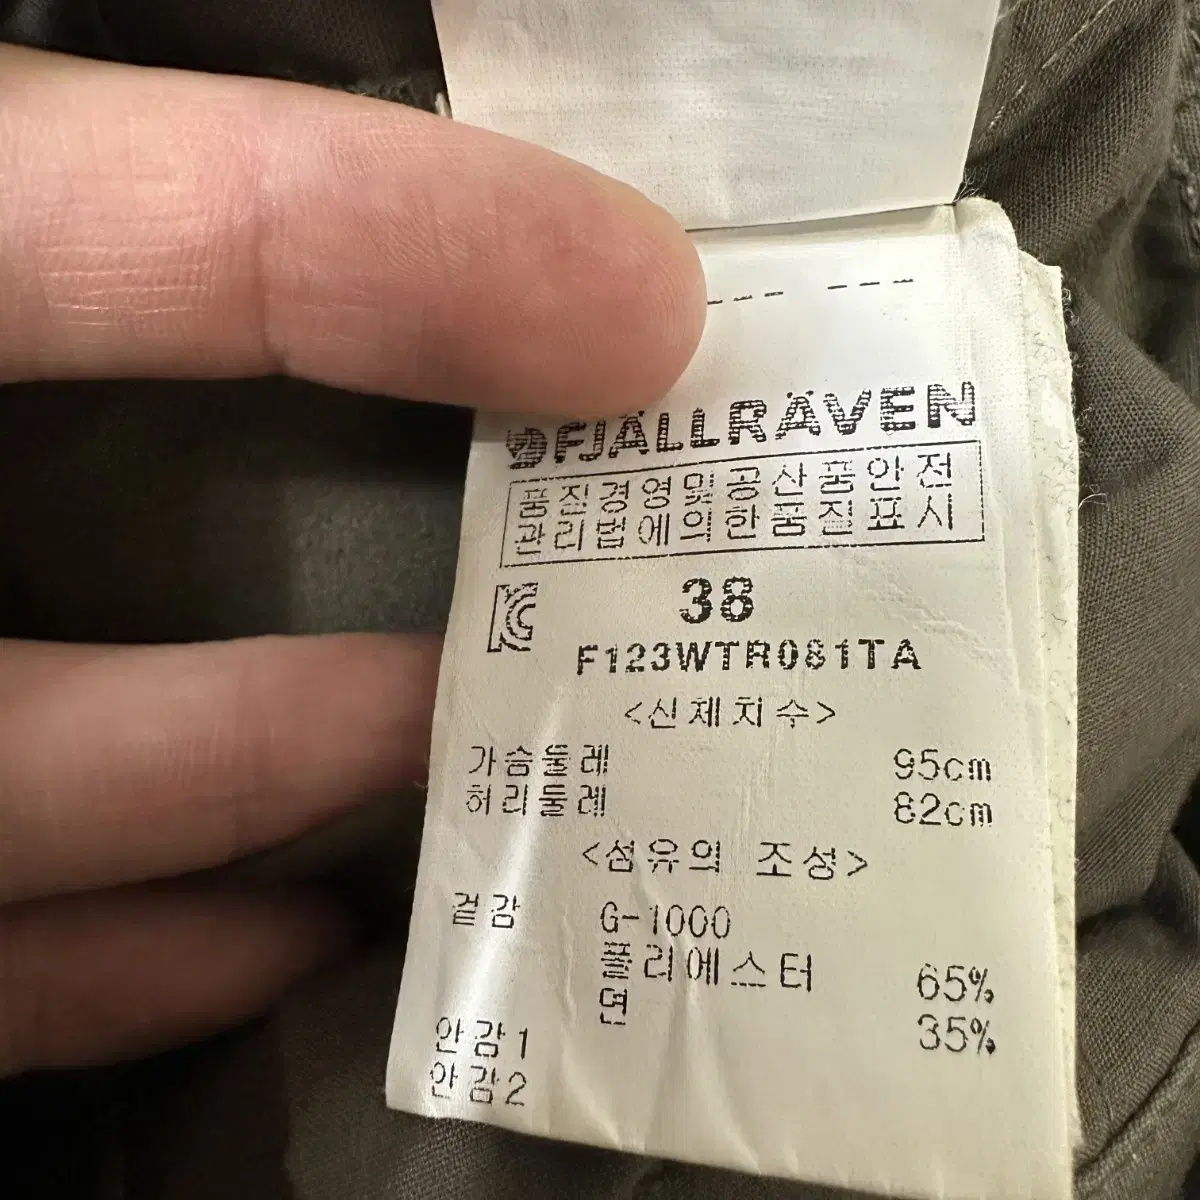 FJÄLLRÄVEN
품질경영및공산품안전
관리법에의한품질표시
38
F123WTR081TA
<신체치수>
가슴둘레 95cm
허리둘레 82cm
<섬유의 조성>
겉감 G-1000
폴리에스터 65%
면 35%
안감1
안감2